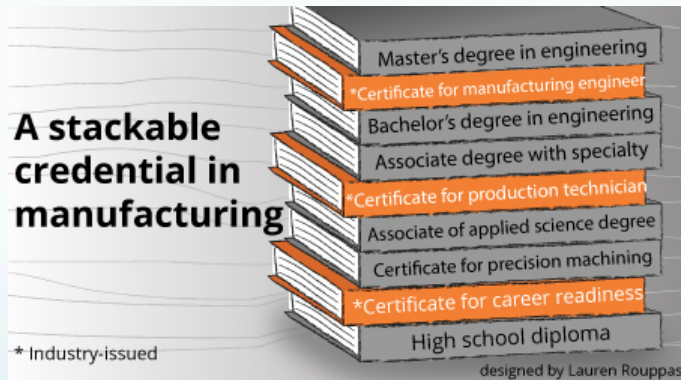 A stackable
credential in
manufacturing
* Industry-issued
Master's degree in engineering
*Certificate for manufacturing engineer
Bachelor's degree in engineering
Associate degree with specialty
*Certificate for production technician
Associate of applied science degree
Certificate for precision machining
*Certificate for career readiness
High school diploma
designed by Lauren Rouppas